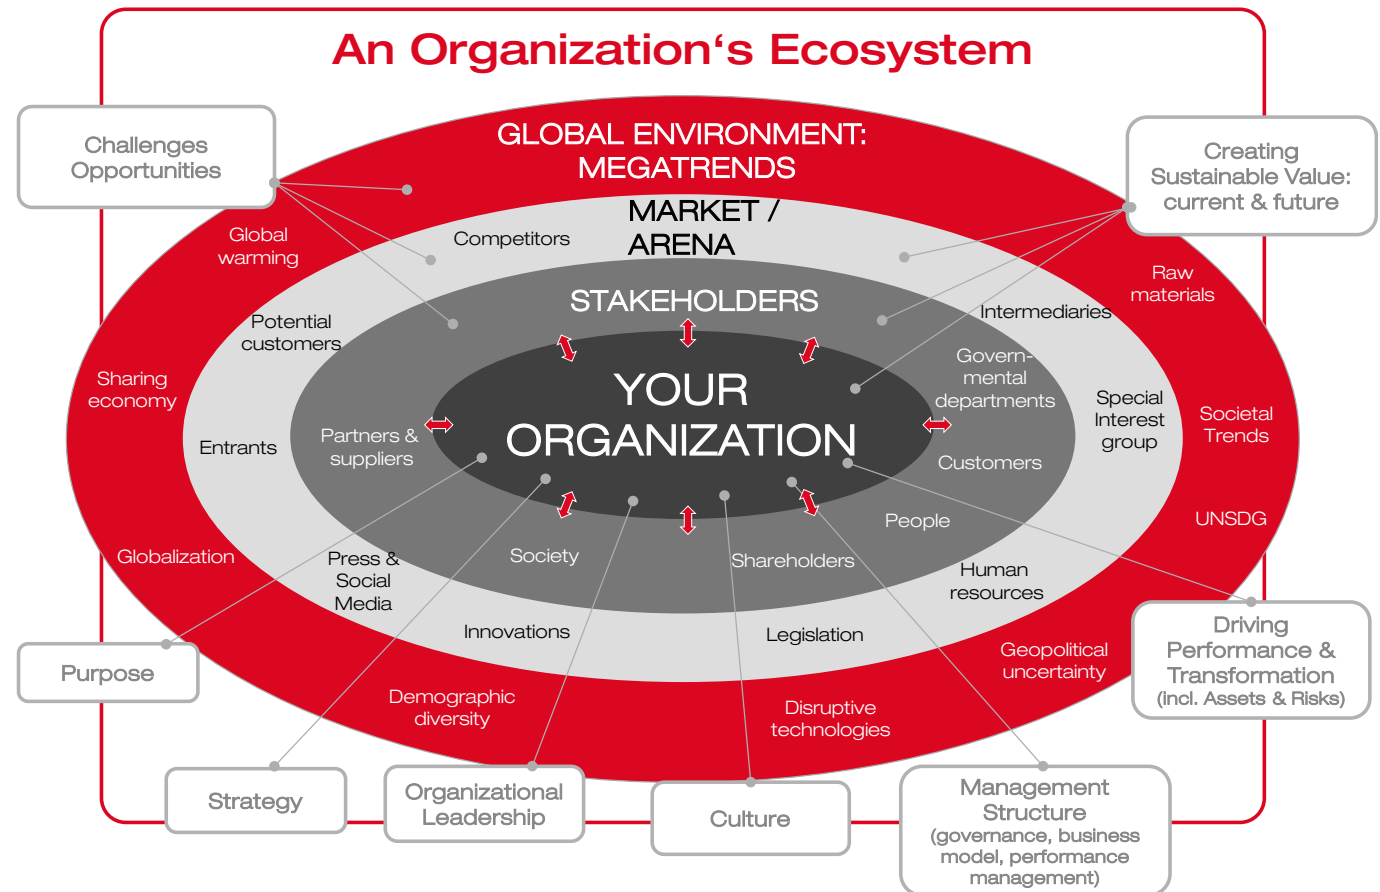 An Organization‘s Ecosystem
Challenges
Opportunities
Creating
Sustainable Value:
current & future
GLOBAL ENVIRONMENT:
MEGATRENDS
MARKET /
ARENA
STAKEHOLDERS
YOUR
ORGANIZATION
Global
warming
Sharing
economy
Globalization
Demographic
diversity
Disruptive
technologies
Geopolitical
uncertainty
UNSDG
Societal
Trends
Raw
materials
Competitors
Potential
customers
Entrants
Press &
Social
Media
Innovations
Legislation
Human
resources
Special
Interest
group
Intermediaries
Partners &
suppliers
Society
Shareholders
People
Customers
Govern-
mental
departments
Purpose
Strategy
Organizational
Leadership
Culture
Management
Structure
(governance, business
model, performance
management)
Driving
Performance &
Transformation
(incl. Assets & Risks)